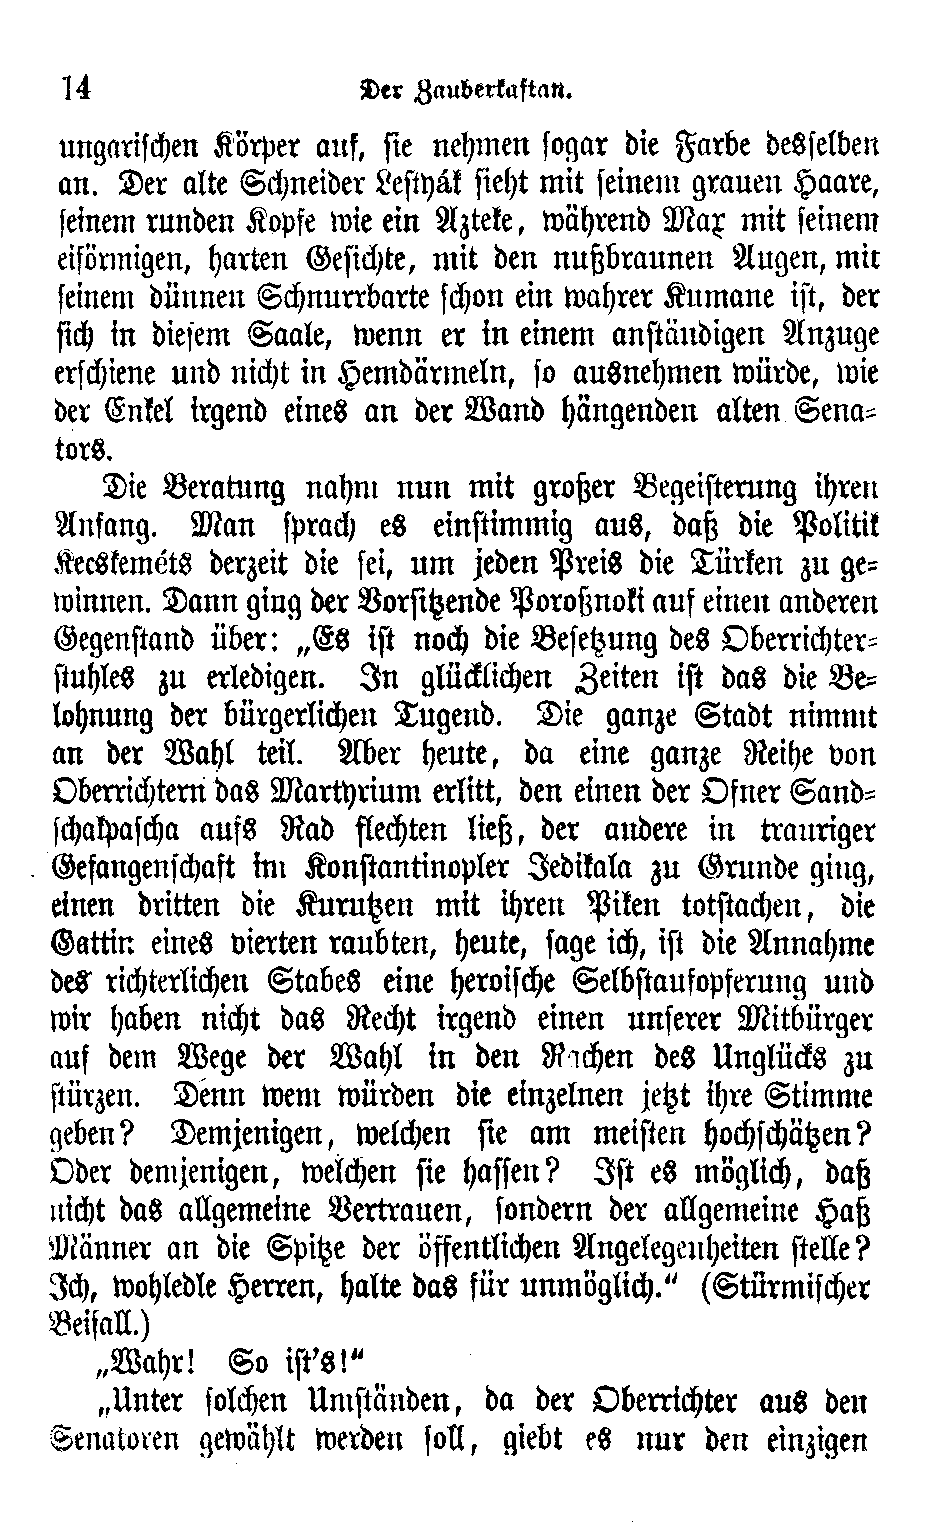 14 Der Zauberkaftan.
ungarischen Körper auf, sie nehmen sogar die Farbe desselben
an. Der alte Schneider Lestyák sieht mit seinem grauen Haare,
seinem runden Kopfe wie ein Azteke, während Max mit seinem
eiförmigen, harten Gesichte, mit den nußbraunen Augen, mit
seinem dünnen Schnurrbarte schon ein wahrer Kumane ist, der
sich in diesem Saale, wenn er in einem anständigen Anzuge
erschiene und nicht in Hemdärmeln, so ausnehmen würde, wie
der Enkel irgend eines an der Wand hängenden alten Sena-
tors.
Die Beratung nahm nun mit großer Begeisterung ihren
Anfang. Man sprach es einstimmig aus, daß die Politik
Kecskeméts derzeit die sei, um jeden Preis die Türken zu ge-
winnen. Dann ging der Vorsitzende Poroßnoki auf einen anderen
Gegenstand über: „Es ist noch die Besetzung des Oberrichter-
stuhles zu erledigen. In glücklichen Zeiten ist das die Be-
lohnung der bürgerlichen Tugend. Die ganze Stadt nimmt
an der Wahl teil. Aber heute, da eine ganze Reihe von
Oberrichtern das Martyrium erlitt, den einen der Ofner Sand-
schakpascha aufs Rad flechten ließ, der andere in trauriger
Gefangenschaft im Konstantinopler Jedikala zu Grunde ging,
einen dritten die Kurutzen mit ihren Piken totstachen, die
Gattin eines vierten raubten, heute, sage ich, ist die Annahme
des richterlichen Stabes eine heroische Selbstaufopferung und
wir haben nicht das Recht irgend einen unserer Mitbürger
auf dem Wege der Wahl in den Rachen des Unglücks zu
stürzen. Denn wem würden die einzelnen jetzt ihre Stimme
geben? Demjenigen, welchen sie am meisten hochschätzen?
Oder demjenigen, welchen sie hassen? Ist es möglich, daß
nicht das allgemeine Vertrauen, sondern der allgemeine Haß
Männer an die Spitze der öffentlichen Angelegenheiten stelle?
Ich, wohledle Herren, halte das für unmöglich.“ (Stürmischer
Beifall.)
„Wahr! So ist's!“
„Unter solchen Umständen, da der Oberrichter aus den
Senatoren gewählt werden soll, giebt es nur den einzigen